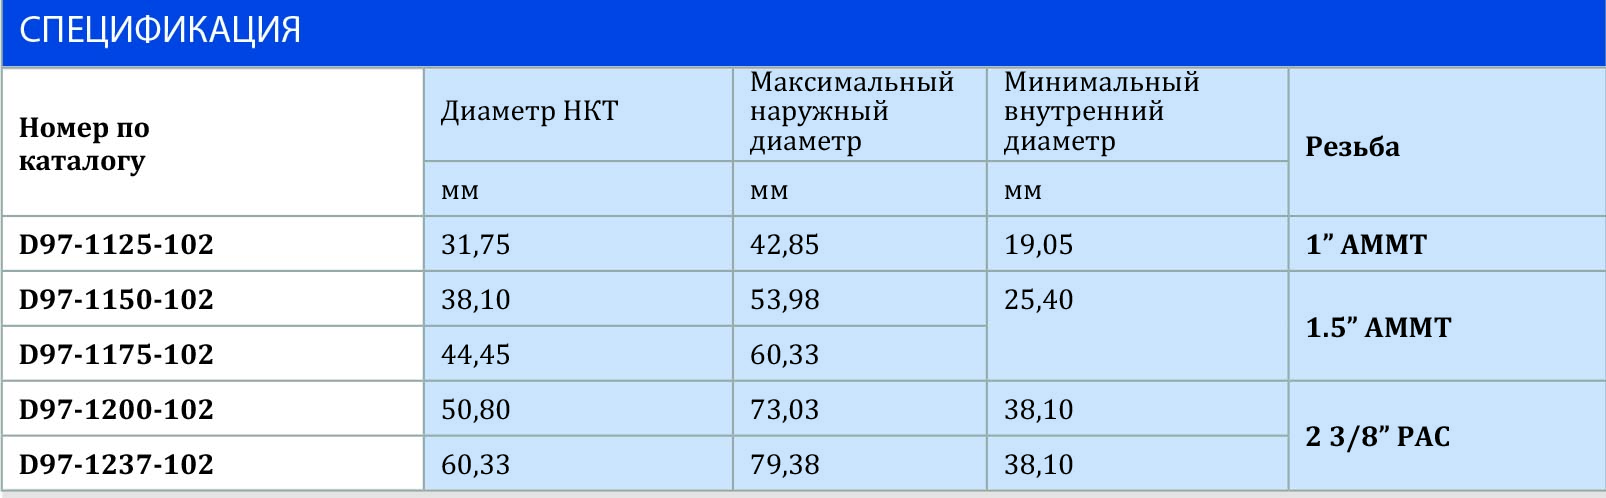 СПЕЦИФИКАЦИЯ
Номер по
каталогу
Диаметр НКТ
Максимальный
наружный
диаметр
Минимальный
внутренний
диаметр
Резьба
мм мм мм
D97-1125-102 31,75 42,85 19,05 1” АММТ
D97-1150-102 38,10 53,98 25,40
1.5” АММТ
D97-1175-102 44,45 60,33
D97-1200-102 50,80 73,03 38,10
2 3/8” PAC
D97-1237-102 60,33 79,38 38,10